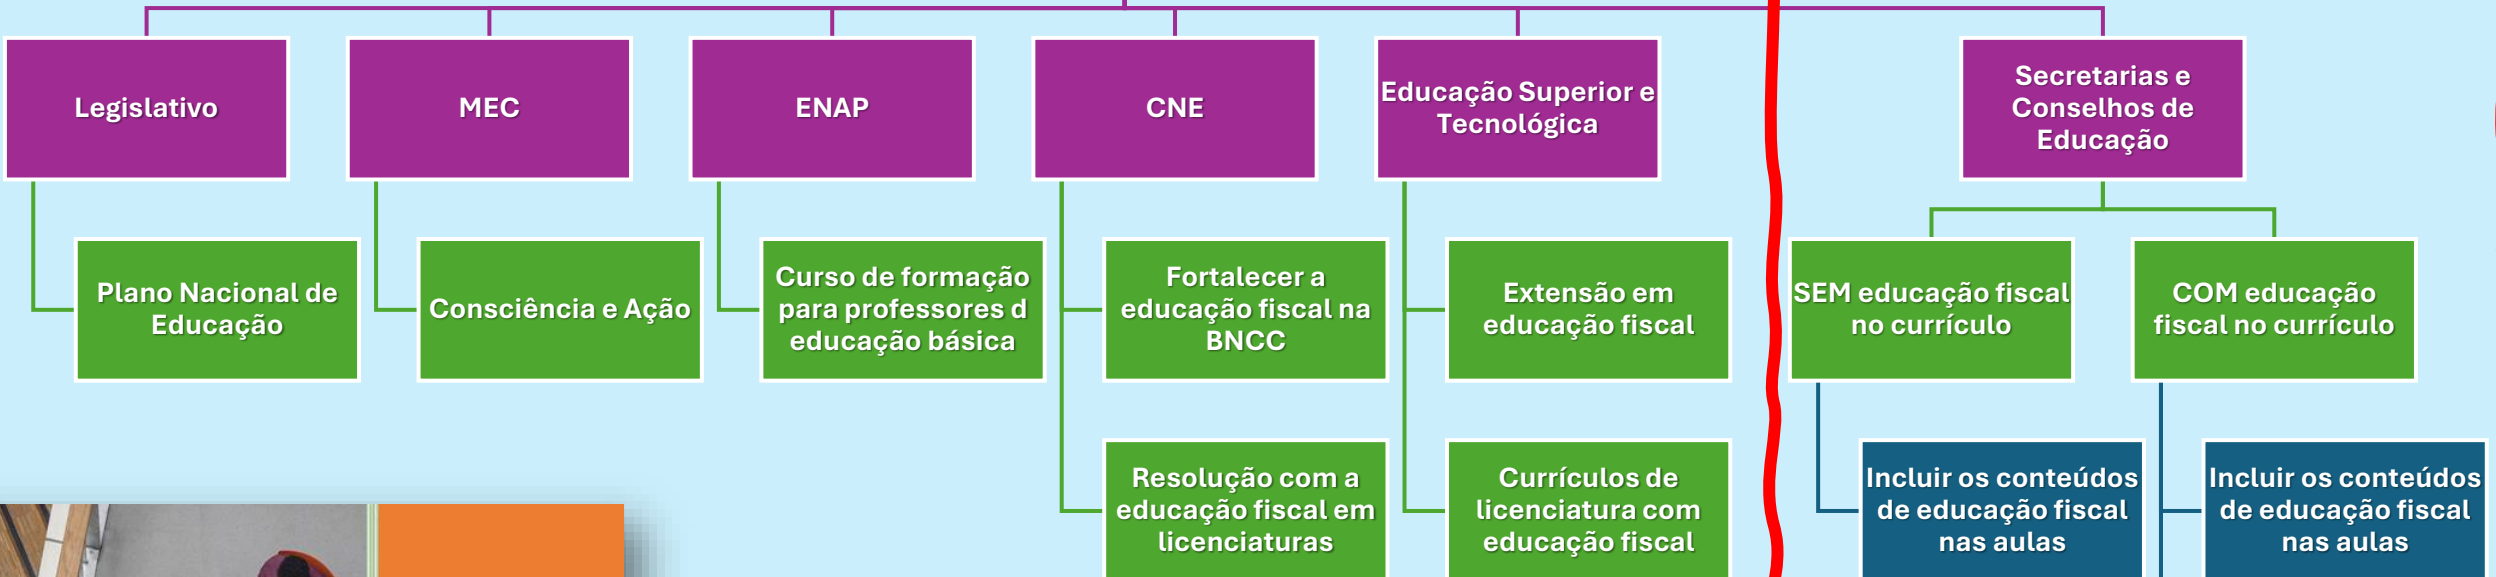 Legislativo
MEC
ENAP
CNE
Educação Superior e
Tecnológica
Secretarias e
Conselhos de
Educação
Plano Nacional de
Educação
Consciência e Ação
Curso de formação
para professores d
educação básica
Fortalecer a
educação fiscal na
BNCC
Extensão em
educação fiscal
SEM educação fiscal
no currículo
COM educação
fiscal no currículo
Resolução com a
educação fiscal em
licenciaturas
Currículos de
licenciatura com
educação fiscal
Incluir os conteúdos
de educação fiscal
nas aulas
Incluir os conteúdos
de educação fiscal
nas aulas